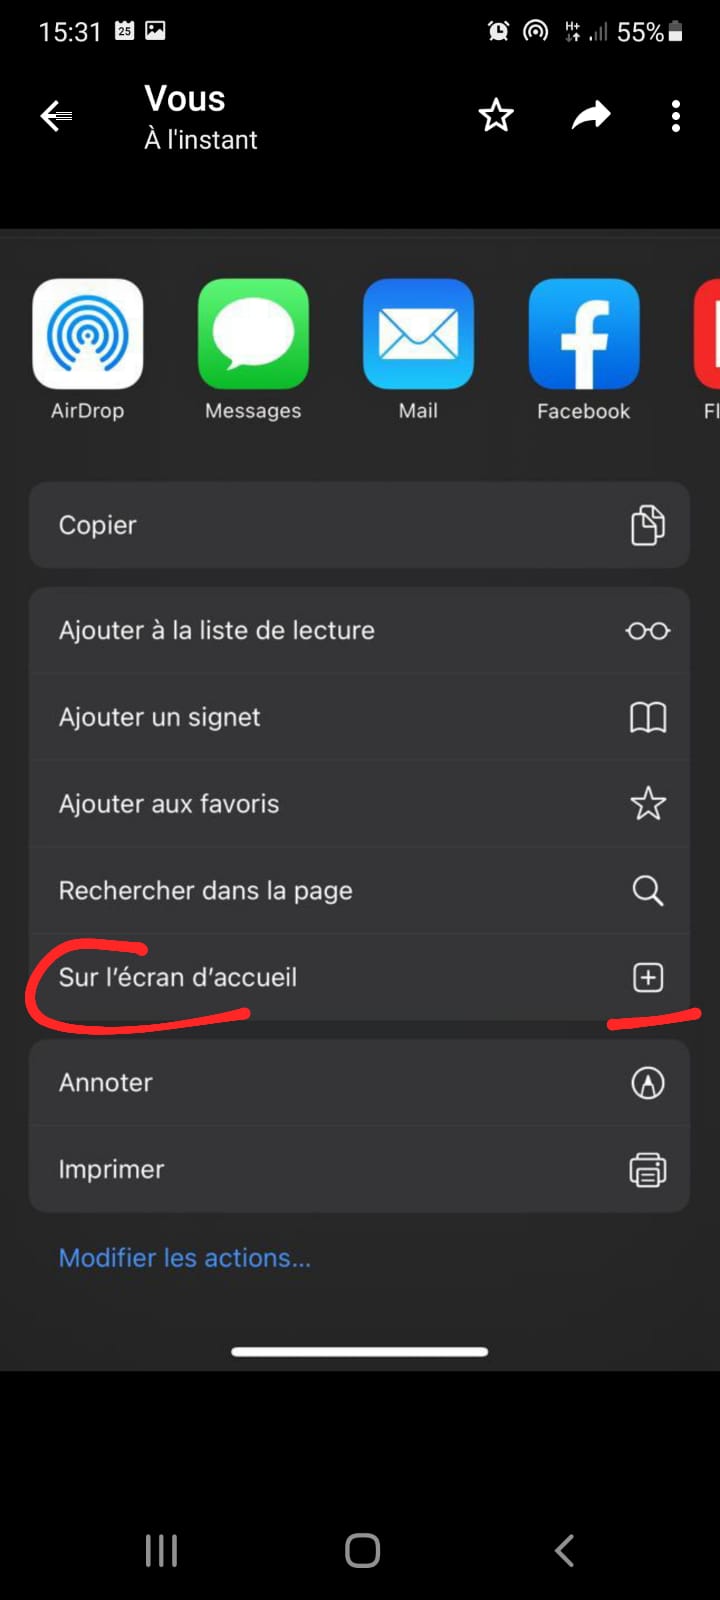 15:31 25 H+ 55%
Vous
À l'instant
AirDrop Messages Mail Facebook Fl
Copier
Ajouter à la liste de lecture
Ajouter un signet
Ajouter aux favoris
Rechercher dans la page
Sur l'écran d'accueil
Annoter
Imprimer
Modifier les actions...